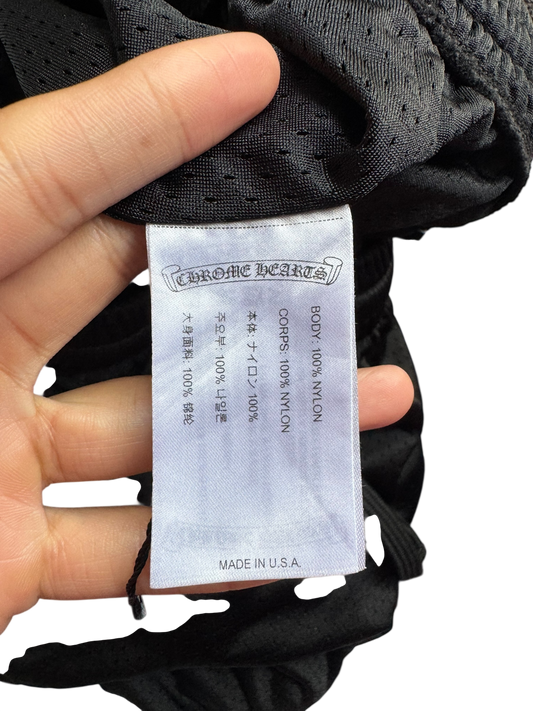 CHROME HEARTS
BODY: 100% NYLON
CORPS: 100% NYLON
本体: ナイロン 100%
주요부: 100% 나일론
大身面料: 100% 锦纶
MADE IN U.S.A.